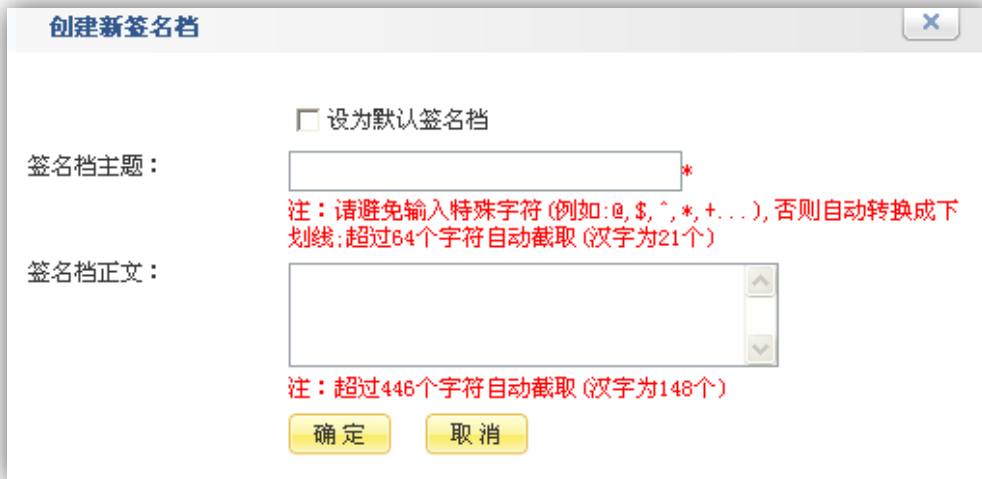 创建新签名档
设为默认签名档
签名档主题：
*
注：请避免输入特殊字符(例如:@,$,^,*,+...),否则自动转换成下
划线;超过64个字符自动截取(汉字为21个)
签名档正文：
注：超过446个字符自动截取(汉字为148个)
确定
取消